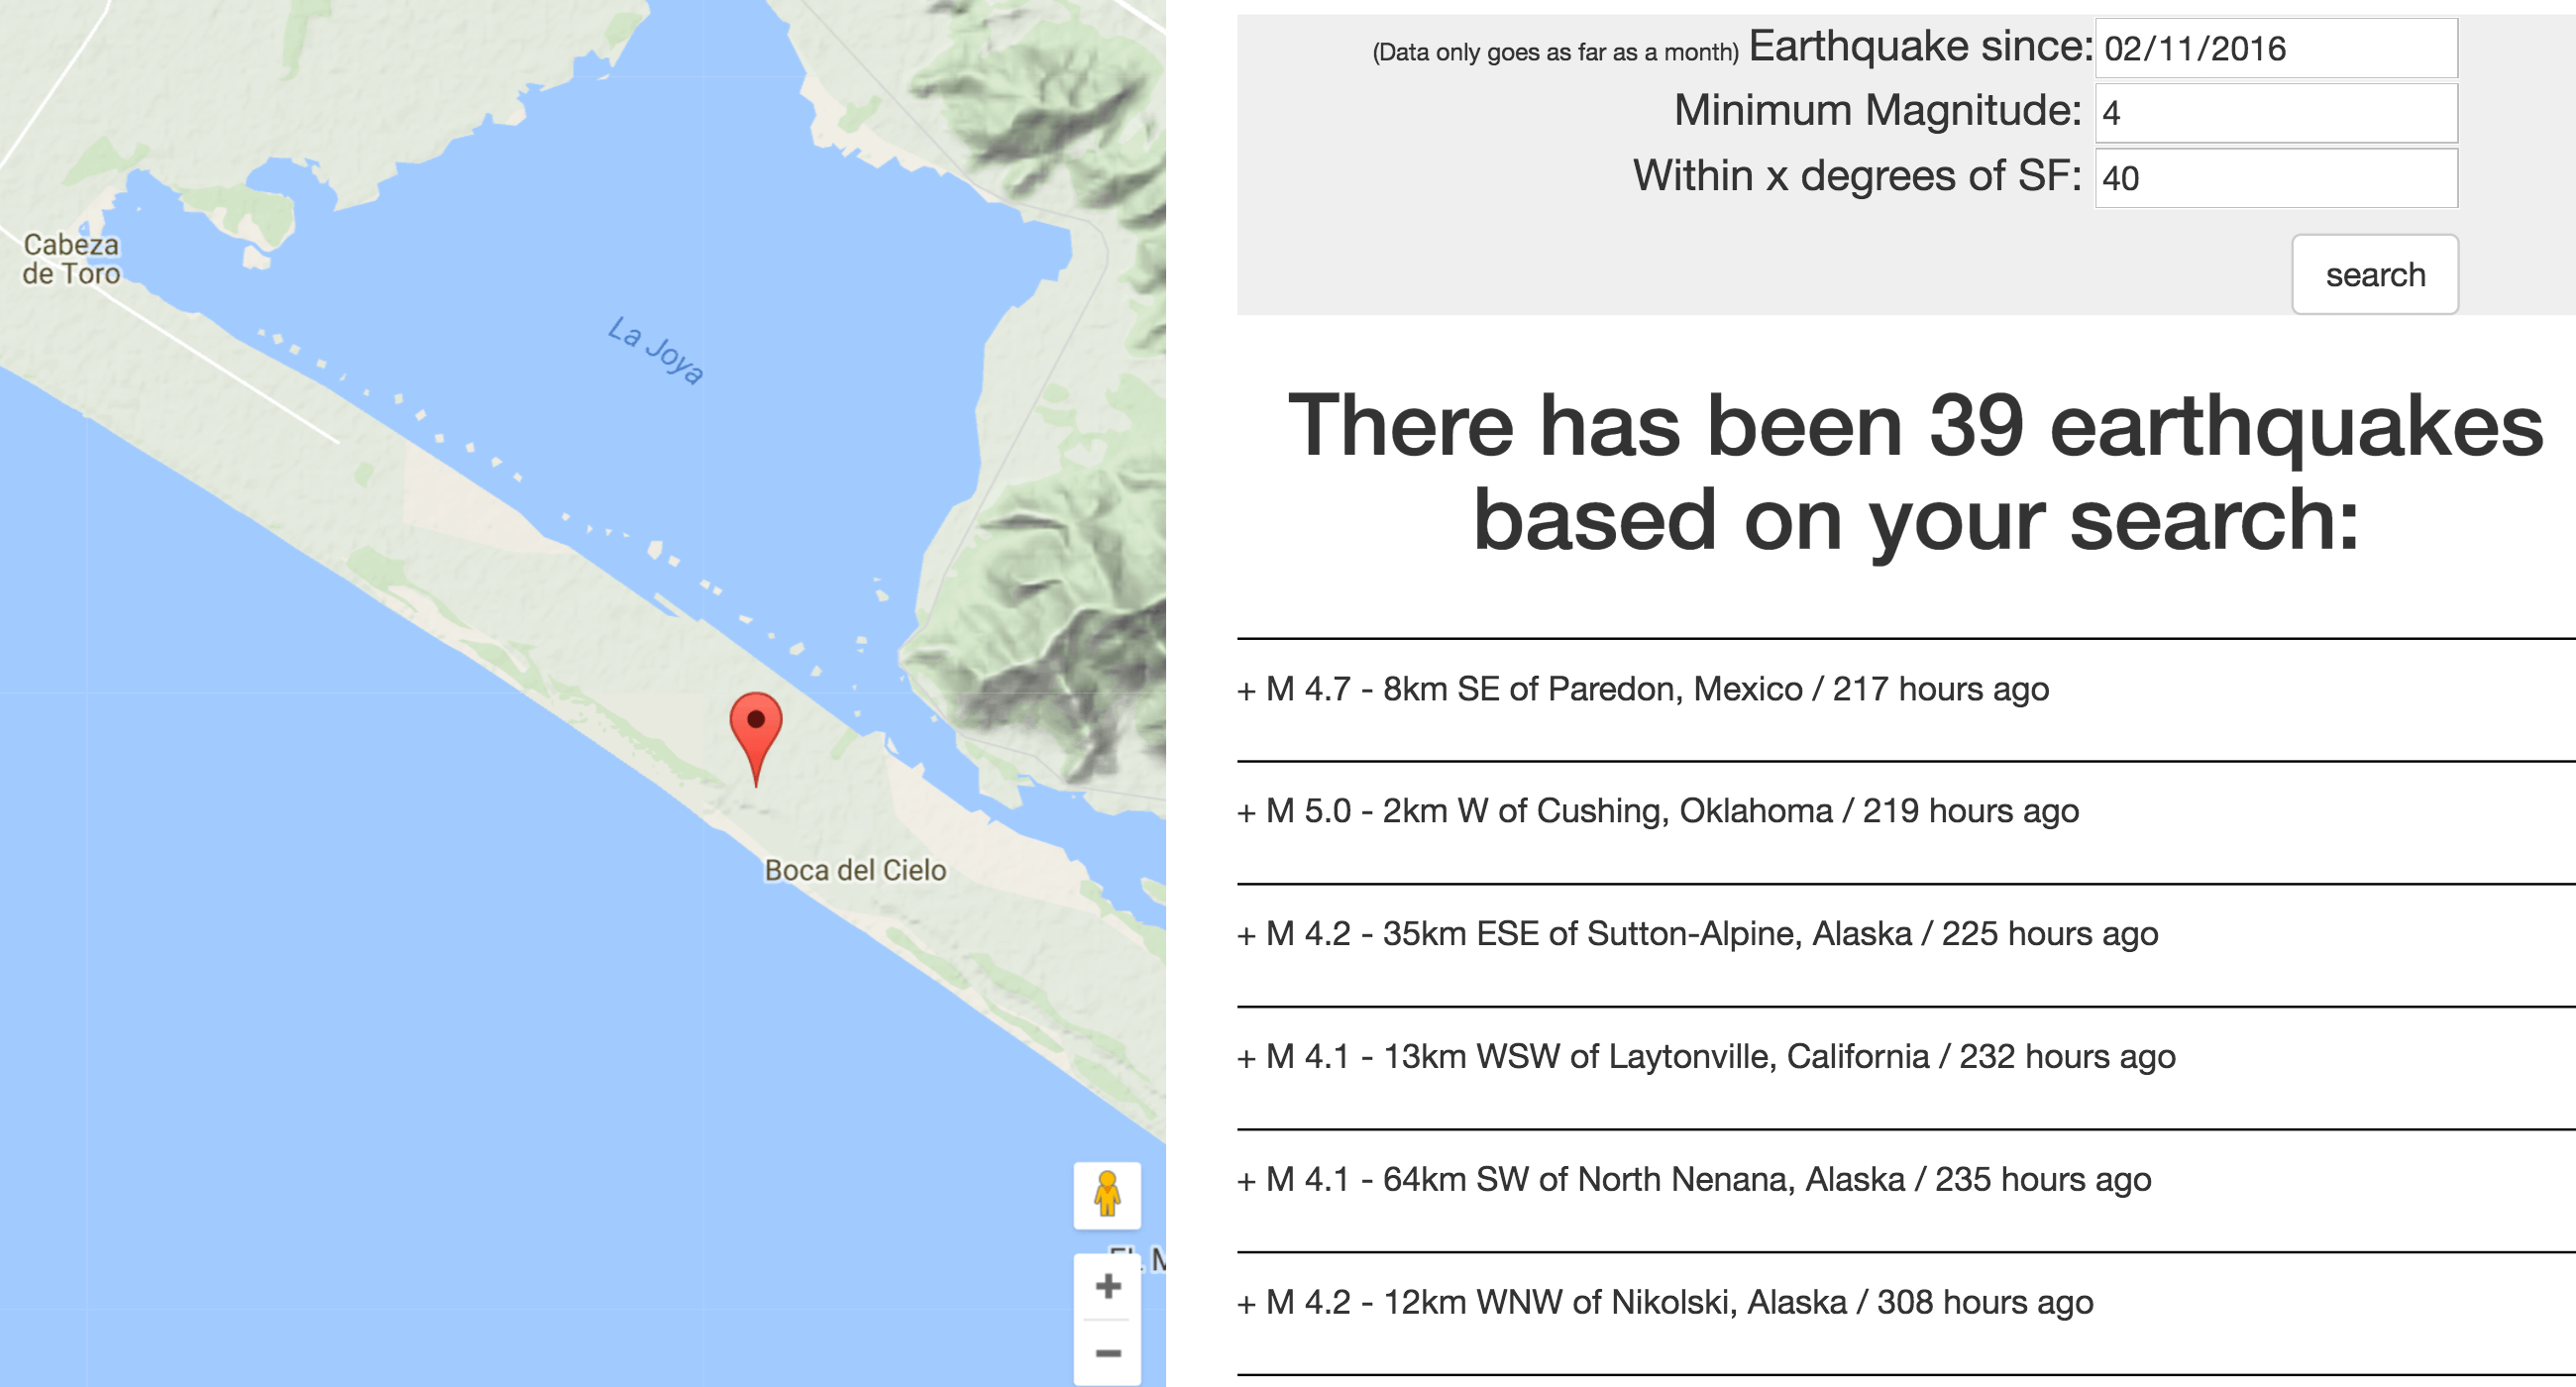 Cabeza
de Toro
La Joya
Boca del Cielo
(Data only goes as far as a month) Earthquake since: 02/11/2016
Minimum Magnitude: 4
Within x degrees of SF: 40
search
There has been 39 earthquakes
based on your search:
+ M 4.7 - 8km SE of Paredon, Mexico / 217 hours ago
+ M 5.0 - 2km W of Cushing, Oklahoma / 219 hours ago
+ M 4.2 - 35km ESE of Sutton-Alpine, Alaska / 225 hours ago
+ M 4.1 - 13km WSW of Laytonville, California / 232 hours ago
+ M 4.1 - 64km SW of North Nenana, Alaska / 235 hours ago
+ M 4.2 - 12km WNW of Nikolski, Alaska / 308 hours ago